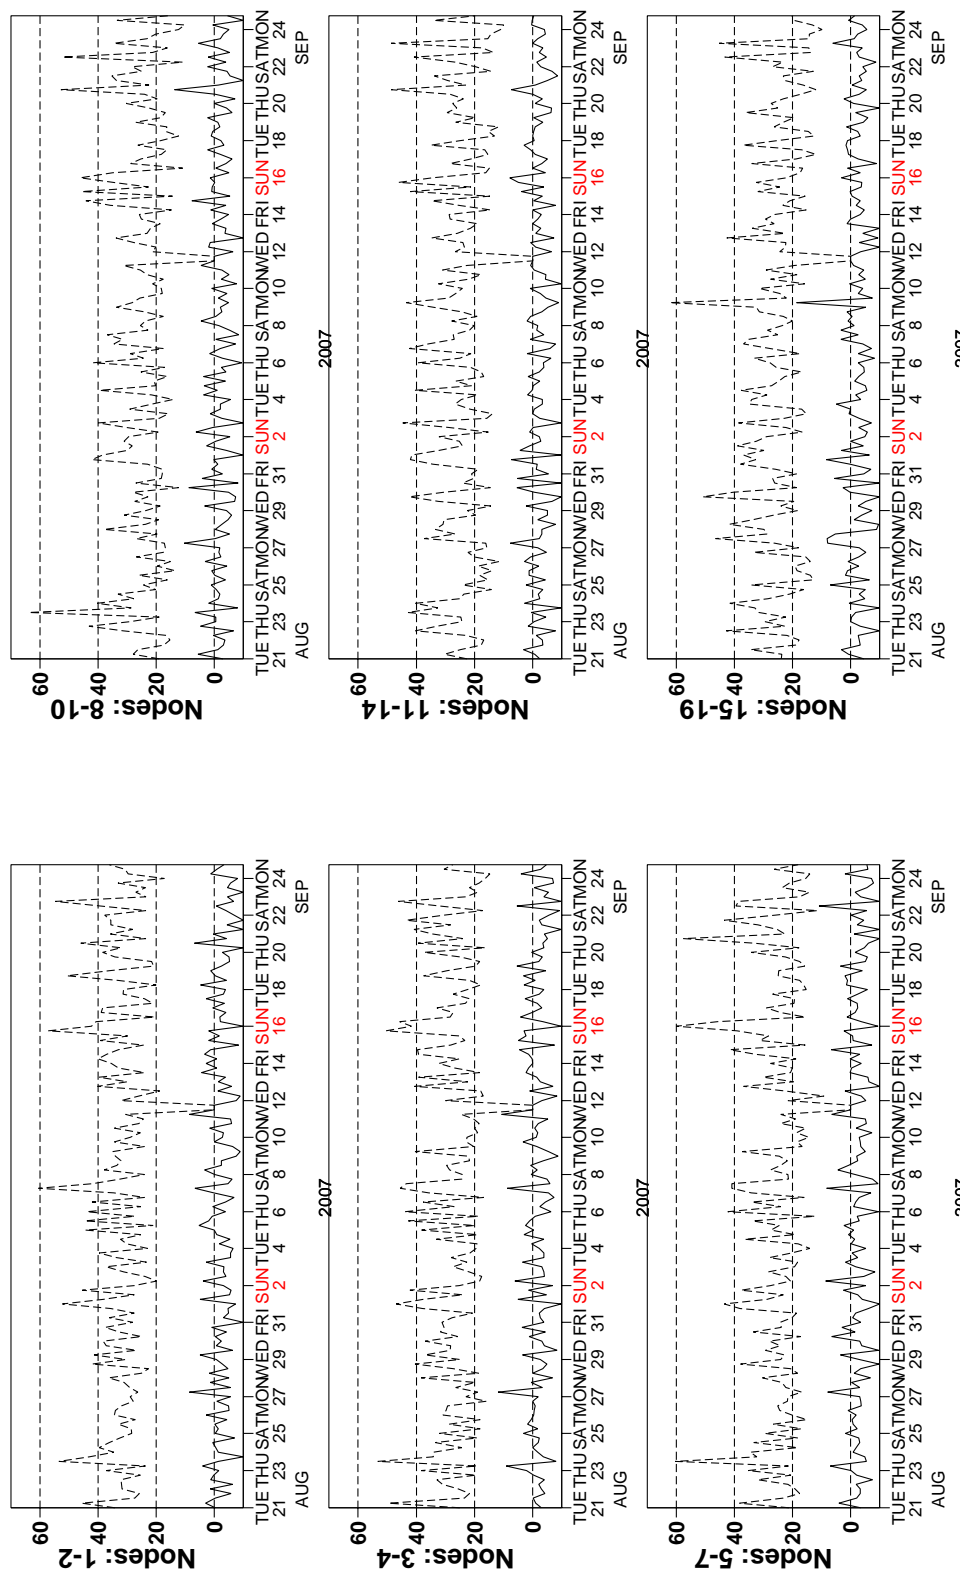 Nodes: 1-2
60
40
20
0
TUE THU SAT MON WED FRI SUN TUE THU SAT MON WED FRI SUN TUE THU SAT MON
21 23 25 27 29 31 2 4 6 8 10 12 14 16 18 20 22 24
AUG SEP
2007
Nodes: 3-4
60
40
20
0
TUE THU SAT MON WED FRI SUN TUE THU SAT MON WED FRI SUN TUE THU SAT MON
21 23 25 27 29 31 2 4 6 8 10 12 14 16 18 20 22 24
AUG SEP
2007
Nodes: 5-7
60
40
20
0
TUE THU SAT MON WED FRI SUN TUE THU SAT MON WED FRI SUN TUE THU SAT MON
21 23 25 27 29 31 2 4 6 8 10 12 14 16 18 20 22 24
AUG SEP
2007
Nodes: 8-10
60
40
20
0
TUE THU SAT MON WED FRI SUN TUE THU SAT MON WED FRI SUN TUE THU SAT MON
21 23 25 27 29 31 2 4 6 8 10 12 14 16 18 20 22 24
AUG SEP
2007
Nodes: 11-14
60
40
20
0
TUE THU SAT MON WED FRI SUN TUE THU SAT MON WED FRI SUN TUE THU SAT MON
21 23 25 27 29 31 2 4 6 8 10 12 14 16 18 20 22 24
AUG SEP
2007
Nodes: 15-19
60
40
20
0
TUE THU SAT MON WED FRI SUN TUE THU SAT MON WED FRI SUN TUE THU SAT MON
21 23 25 27 29 31 2 4 6 8 10 12 14 16 18 20 22 24
AUG SEP
2007